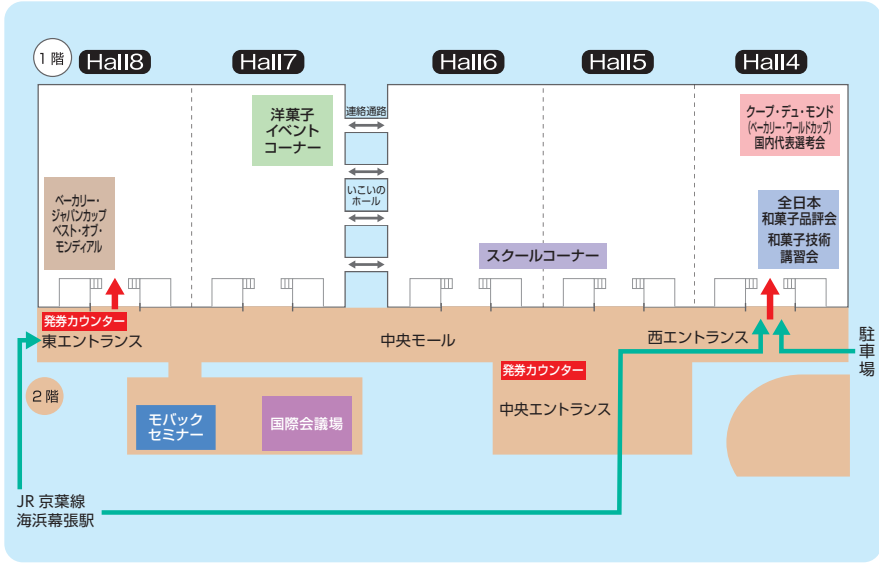 1階
Hall8
Hall7
Hall6
Hall5
Hall4
洋菓子
イベント
コーナー
連絡通路
いこいの
ホール
クープ・デュ・モンド
(ベーカリー・ワールドカップ)
国内代表選考会
ベーカリー・
ジャパンカップ
ベスト・オブ・
モンディアル
全日本
和菓子品評会
和菓子技術
講習会
スクールコーナー
発券カウンター
東エントランス
中央モール
西エントランス
駐車場
発券カウンター
中央エントランス
2階
モバック
セミナー
国際会議場
JR 京葉線
海浜幕張駅